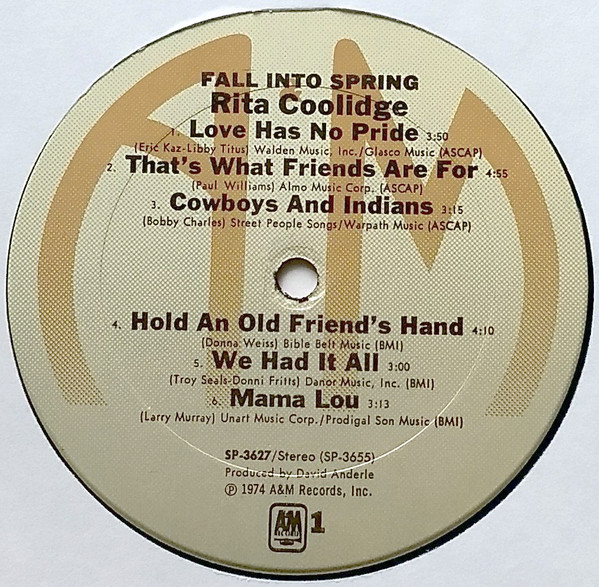 FALL INTO SPRING
Rita Coolidge
1. Love Has No Pride 3:50
(Eric Kaz-Libby Titus) Walden Music, Inc./Glasco Music (ASCAP)
2. That's What Friends Are For 4:55
(Paul Williams) Almo Music Corp. (ASCAP)
3. Cowboys And Indians 3:15
(Bobby Charles) Street People Songs/Warpath Music (ASCAP)
4. Hold An Old Friend's Hand 4:10
(Donna Weiss) Bible Belt Music (BMI)
5. We Had It All 3:00
(Troy Seals-Donni Fritts) Danor Music, Inc. (BMI)
6. Mama Lou 3:13
(Larry Murray) Unart Music Corp./Prodigal Son Music (BMI)
SP-3627/Stereo (SP-3655)
Produced by David Anderle
℗ 1974 A&M Records, Inc.
A&M RECORDS 1
A&M